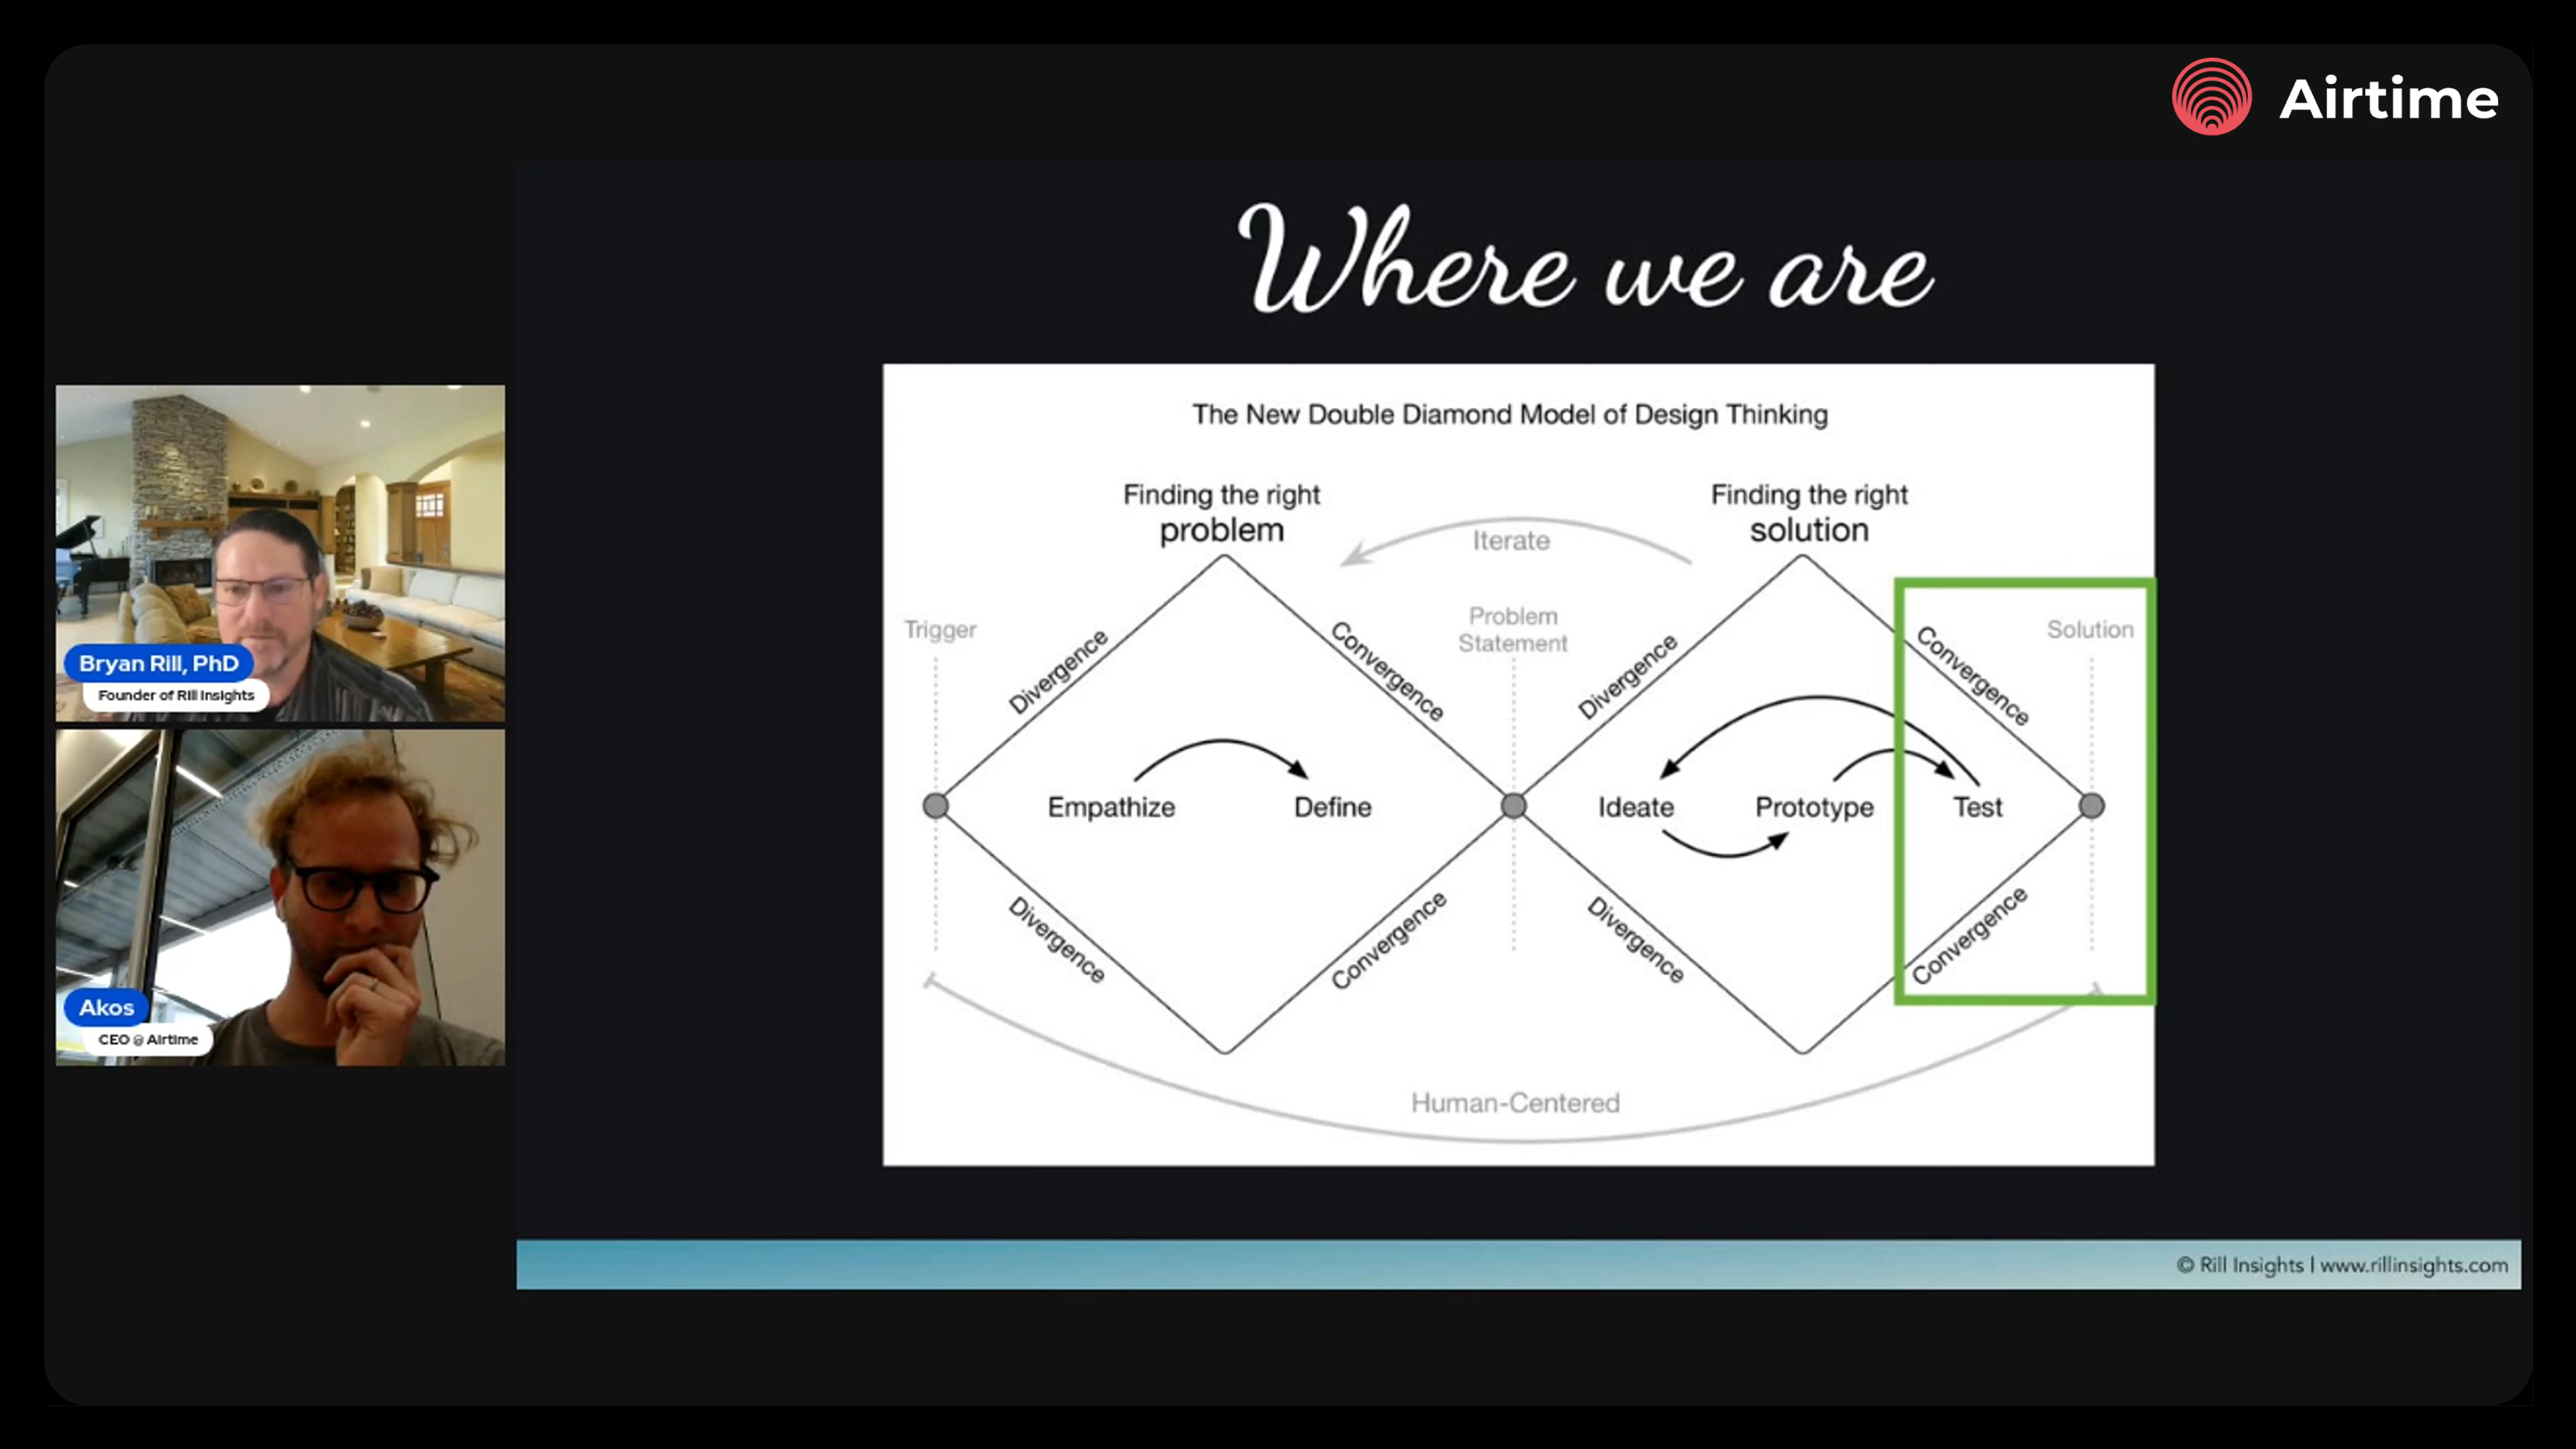 Airtime
Where we are
The New Double Diamond Model of Design Thinking
Finding the right
problem
Finding the right
solution
Iterate
Trigger
Problem
Statement
Solution
Divergence
Convergence
Divergence
Convergence
Empathize
Define
Ideate
Prototype
Test
Divergence
Convergence
Divergence
Convergence
Human-Centered
Bryan Rill, PhD
Founder of Rill Insights
Akos
CEO @ Airtime
© Rill Insights | www.rillinsights.com